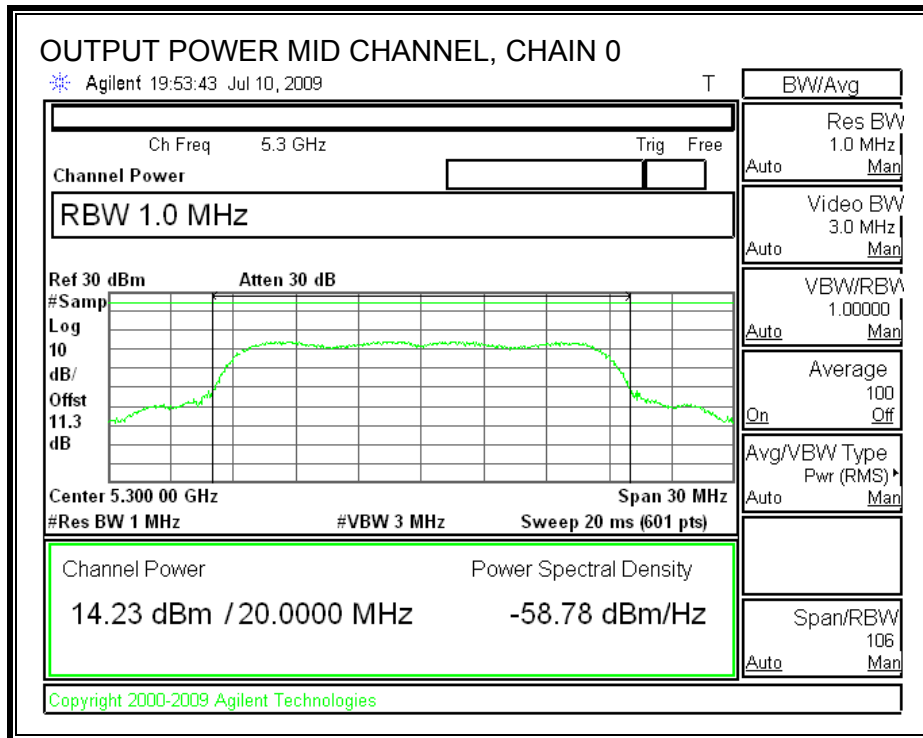 OUTPUT POWER MID CHANNEL, CHAIN 0
Agilent 19:53:43 Jul 10, 2009 T
Ch Freq 5.3 GHz Trig Free
Channel Power
RBW 1.0 MHz
Ref 30 dBm Atten 30 dB
#Samp
Log
10
dB/
Offst
11.3
dB
Center 5.300 00 GHz Span 30 MHz
#Res BW 1 MHz #VBW 3 MHz Sweep 20 ms (601 pts)
Channel Power Power Spectral Density
14.23 dBm / 20.0000 MHz -58.78 dBm/Hz
Copyright 2000-2009 Agilent Technologies
BW/Avg
Res BW
1.0 MHz
Auto Man
Video BW
3.0 MHz
Auto Man
VBW/RBW
1.00000
Auto Man
Average
100
On Off
Avg/VBW Type
Pwr (RMS)
Auto Man
Span/RBW
106
Auto Man